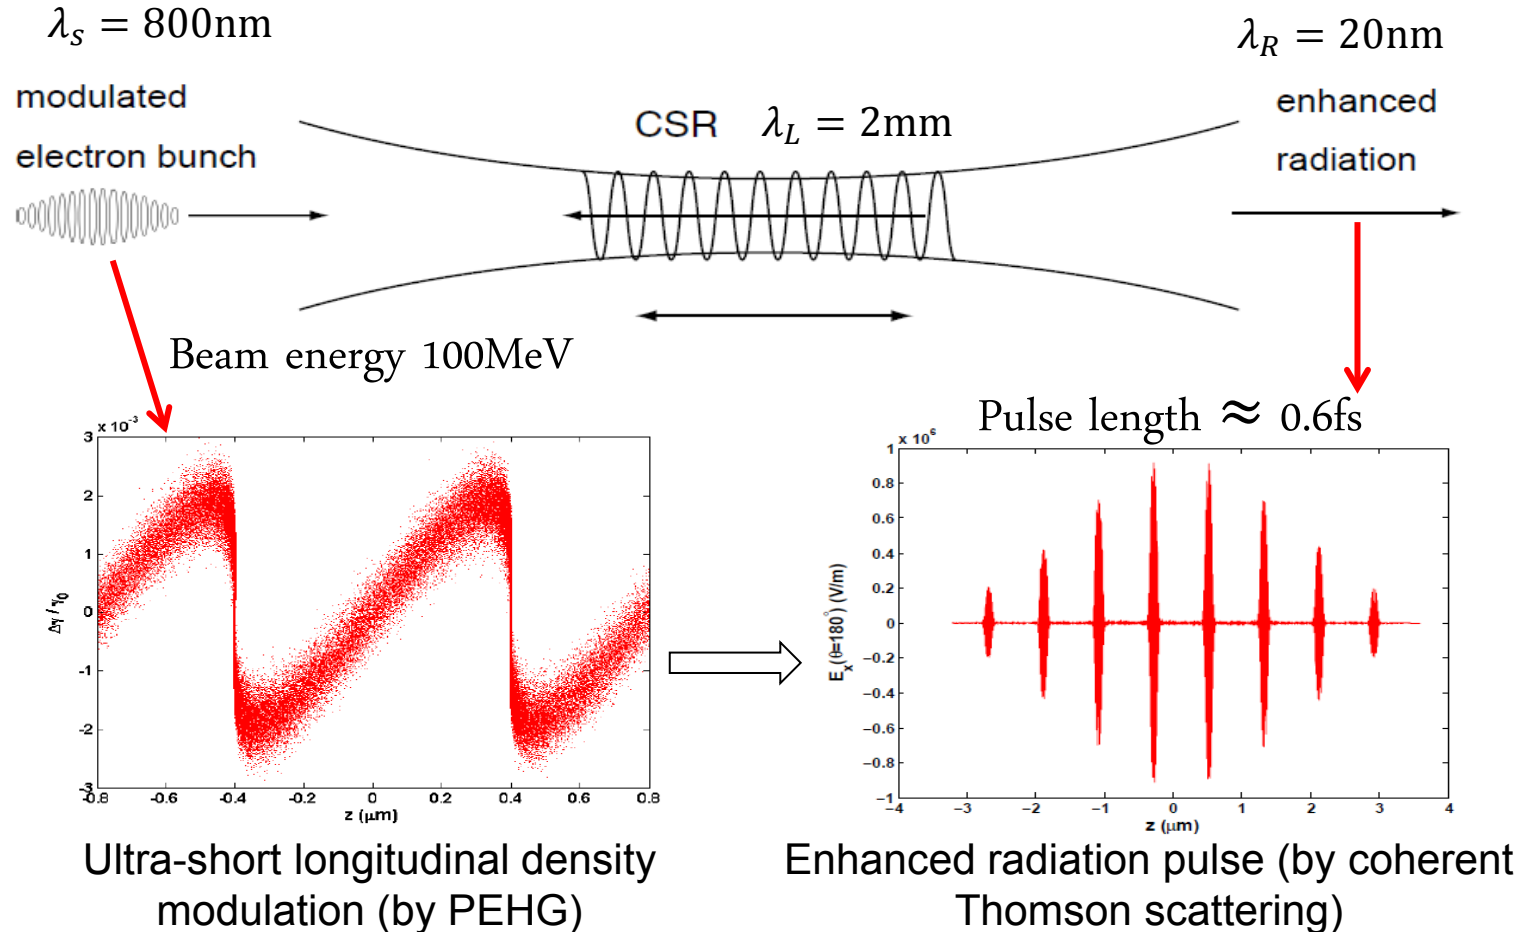 λ_s = 800nm
λ_R = 20nm
modulated
electron bunch
CSR λ_L = 2mm
enhanced
radiation
Beam energy 100MeV
Pulse length ≈ 0.6fs
x 10⁻³
3
2
1
0
-1
-2
-3
Δγ / γ₀
-0.8 -0.6 -0.4 -0.2 0 0.2 0.4 0.6 0.8
z (μm)
x 10⁶
1
0.8
0.6
0.4
0.2
0
−0.2
−0.4
−0.6
−0.8
−1
E_x(θ=180°) (V/m)
−4 −3 −2 −1 0 1 2 3 4
z (μm)
Ultra-short longitudinal density
modulation (by PEHG)
Enhanced radiation pulse (by coherent
Thomson scattering)